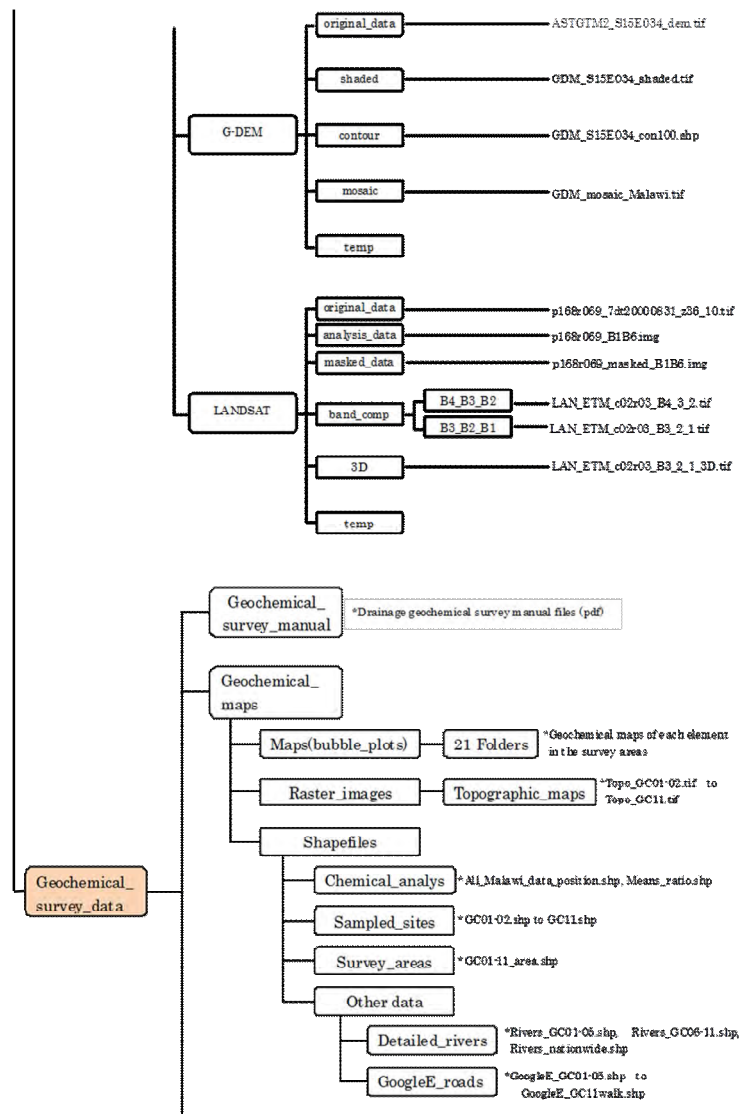 original_data
ASTGTM2_S15E034_dem.tif
shaded
GDM_S15E034_shaded.tif
G-DEM
contour
GDM_S15E034_con100.shp
mosaic
GDM_mosaic_Malawi.tif
temp
original_data
p168r069_7dt20000831_z36_10.tif
analysis_data
p168r069_B1B6.img
masked_data
p168r069_masked_B1B6.img
LANDSAT
band_comp
B4_B3_B2
LAN_ETM_c02r03_B4_3_2.tif
B3_B2_B1
LAN_ETM_c02r03_B3_2_1.tif
3D
LAN_ETM_c02r03_B3_2_1_3D.tif
temp
Geochemical_
survey_manual
*Drainage geochemical survey manual files (pdf)
Geochemical_
maps
Maps(bubble_plots)
21 Folders
*Geochemical maps of each element
in the survey areas
Raster_images
Topographic_maps
*Topo_GC01-02.tif to
Topo_GC11.tif
Shapefiles
Geochemical_
survey_data
Chemical_analys
*All_Malawi_data_position.shp, Means_ratio.shp
Sampled_sites
*GC01-02.shp to GC11shp
Survey_areas
*GC01-11_area.shp
Other data
Detailed_rivers
*Rivers_GC01-05.shp, Rivers_GC06-11.shp,
Rivers_nationwide.shp
GoogleE_roads
*GoogleE_GC01-05.shp to
GoogleE_GC11walk.shp